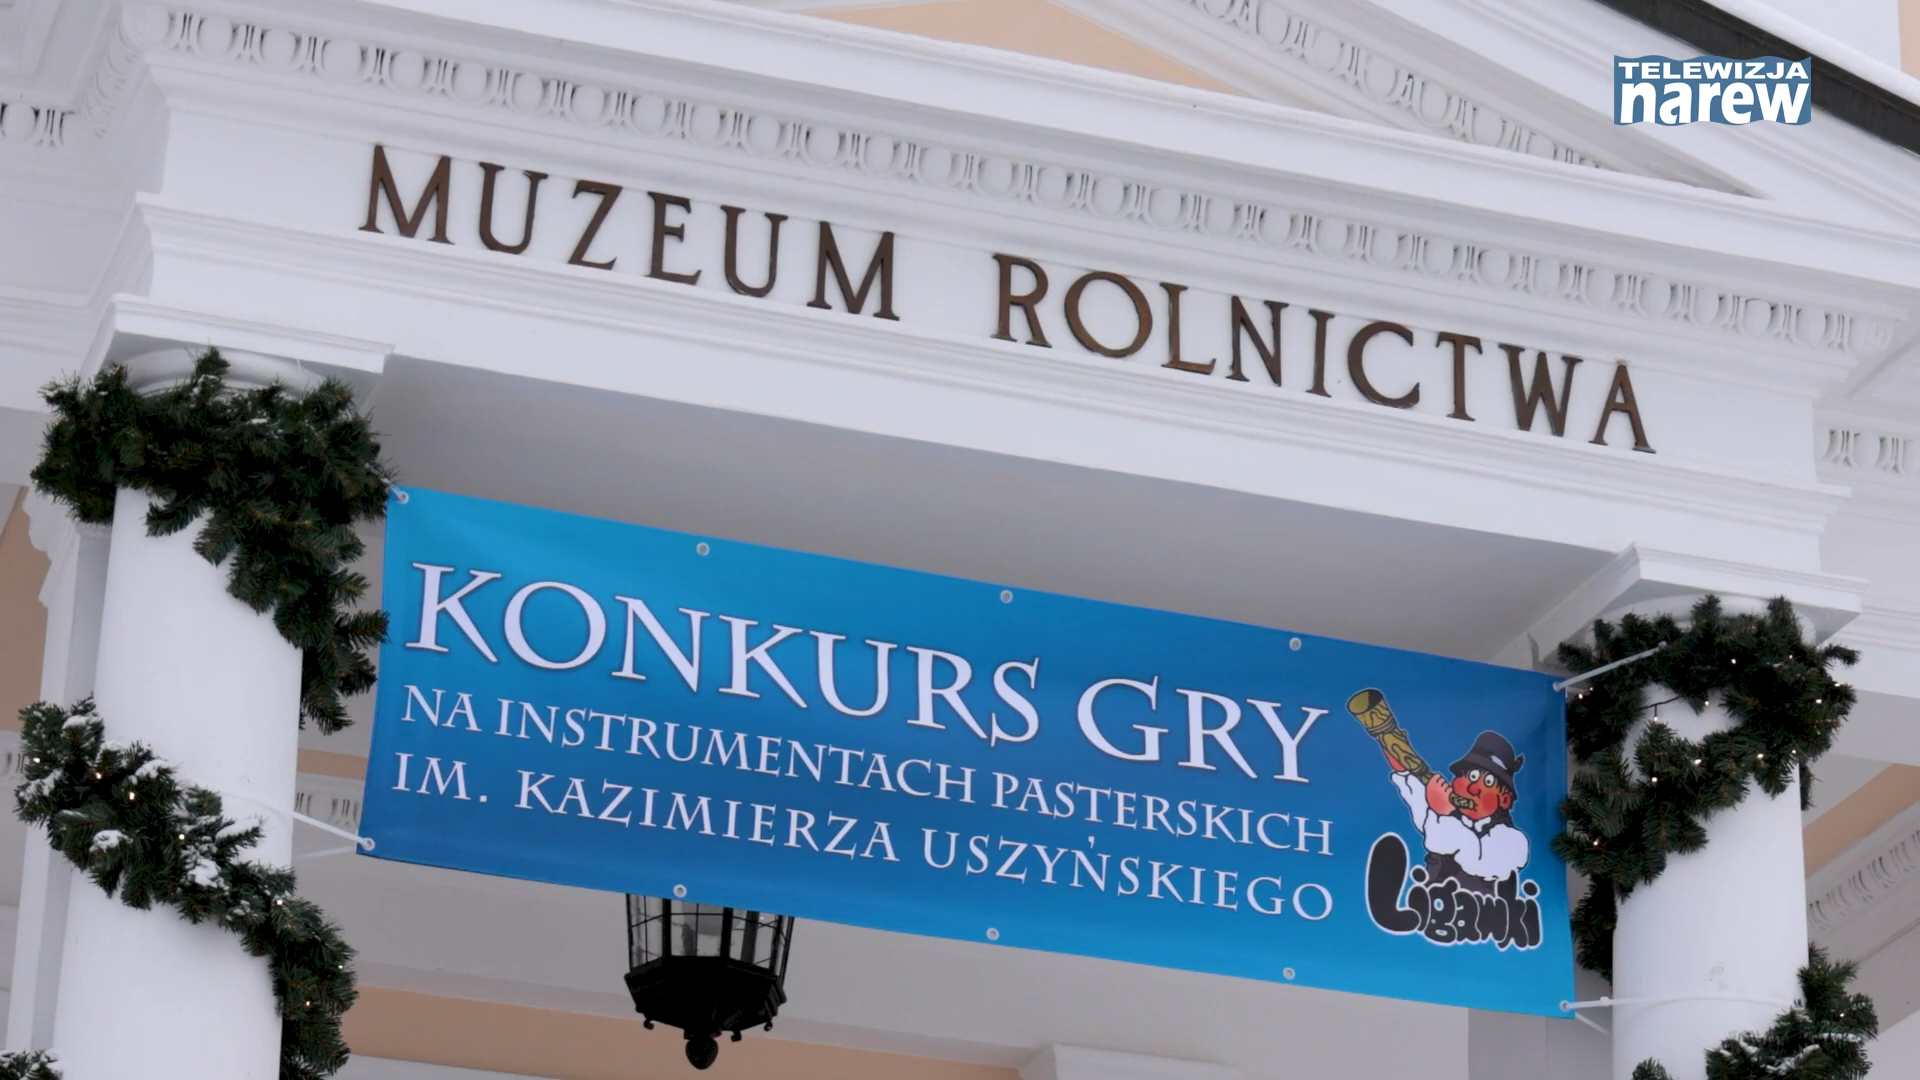 TELEWIZJA
narew
MUZEUM ROLNICTWA
KONKURS GRY
NA INSTRUMENTACH PASTERSKICH
IM. KAZIMIERZA USZYŃSKIEGO
Ligawki